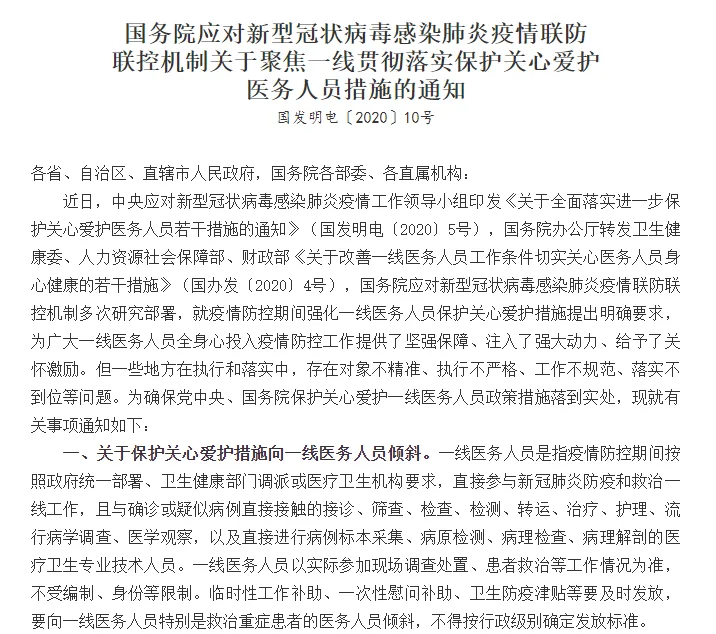 国务院应对新型冠状病毒感染肺炎疫情联防
联控机制关于聚焦一线贯彻落实保护关心爱护
医务人员措施的通知
国发明电〔2020〕10号
各省、自治区、直辖市人民政府，国务院各部委、各直属机构：
近日，中央应对新型冠状病毒感染肺炎疫情工作领导小组印发《关于全面落实进一步保
护关心爱护医务人员若干措施的通知》（国发明电〔2020〕5号），国务院办公厅转发卫生健
康委、人力资源社会保障部、财政部《关于改善一线医务人员工作条件切实关心医务人员身
心健康的若干措施》（国办发〔2020〕4号），国务院应对新型冠状病毒感染肺炎疫情联防联
控机制多次研究部署，就疫情防控期间强化一线医务人员保护关心爱护措施提出明确要求，
为广大一线医务人员全身心投入疫情防控工作提供了坚强保障、注入了强大动力、给予了关
怀激励。但一些地方在执行和落实中，存在对象不精准、执行不严格、工作不规范、落实不
到位等问题。为确保党中央、国务院保护关心爱护一线医务人员政策措施落到实处，现就有
关事项通知如下：
一、关于保护关心爱护措施向一线医务人员倾斜。一线医务人员是指疫情防控期间按
照政府统一部署、卫生健康部门调派或医疗卫生机构要求，直接参与新冠肺炎防疫和救治一
线工作，且与确诊或疑似病例直接接触的接诊、筛查、检查、检测、转运、治疗、护理、流
行病学调查、医学观察，以及直接进行病例标本采集、病原检测、病理检查、病理解剖的医
疗卫生专业技术人员。一线医务人员以实际参加现场调查处置、患者救治等工作情况为准，
不受编制、身份等限制。临时性工作补助、一次性慰问补助、卫生防疫津贴等要及时发放，
要向一线医务人员特别是救治重症患者的医务人员倾斜，不得按行政级别确定发放标准。